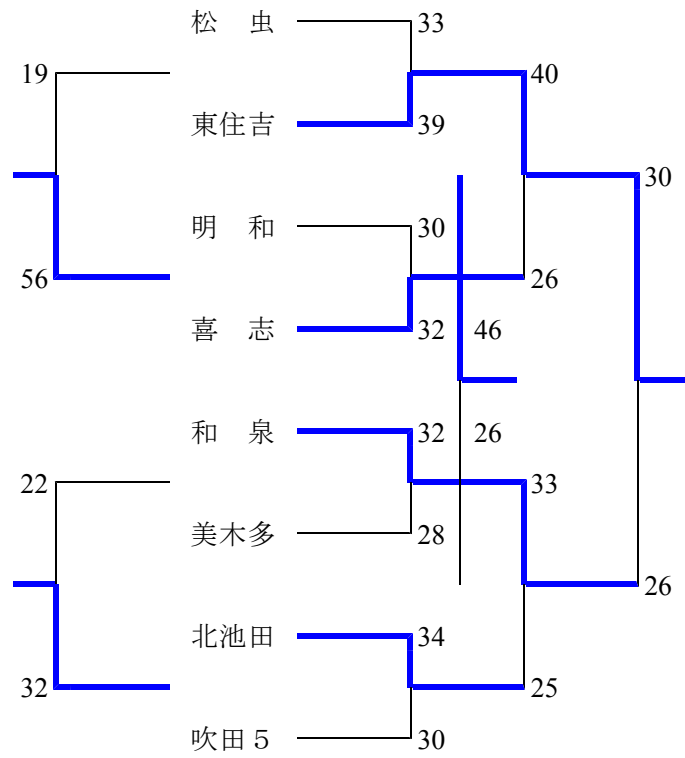 松　虫 33
19 40
東住吉 39
30
明　和 30
56 26
喜　志 32 46
和　泉 32 26
22 33
美木多 28
26
北池田 34
32 25
吹田５ 30